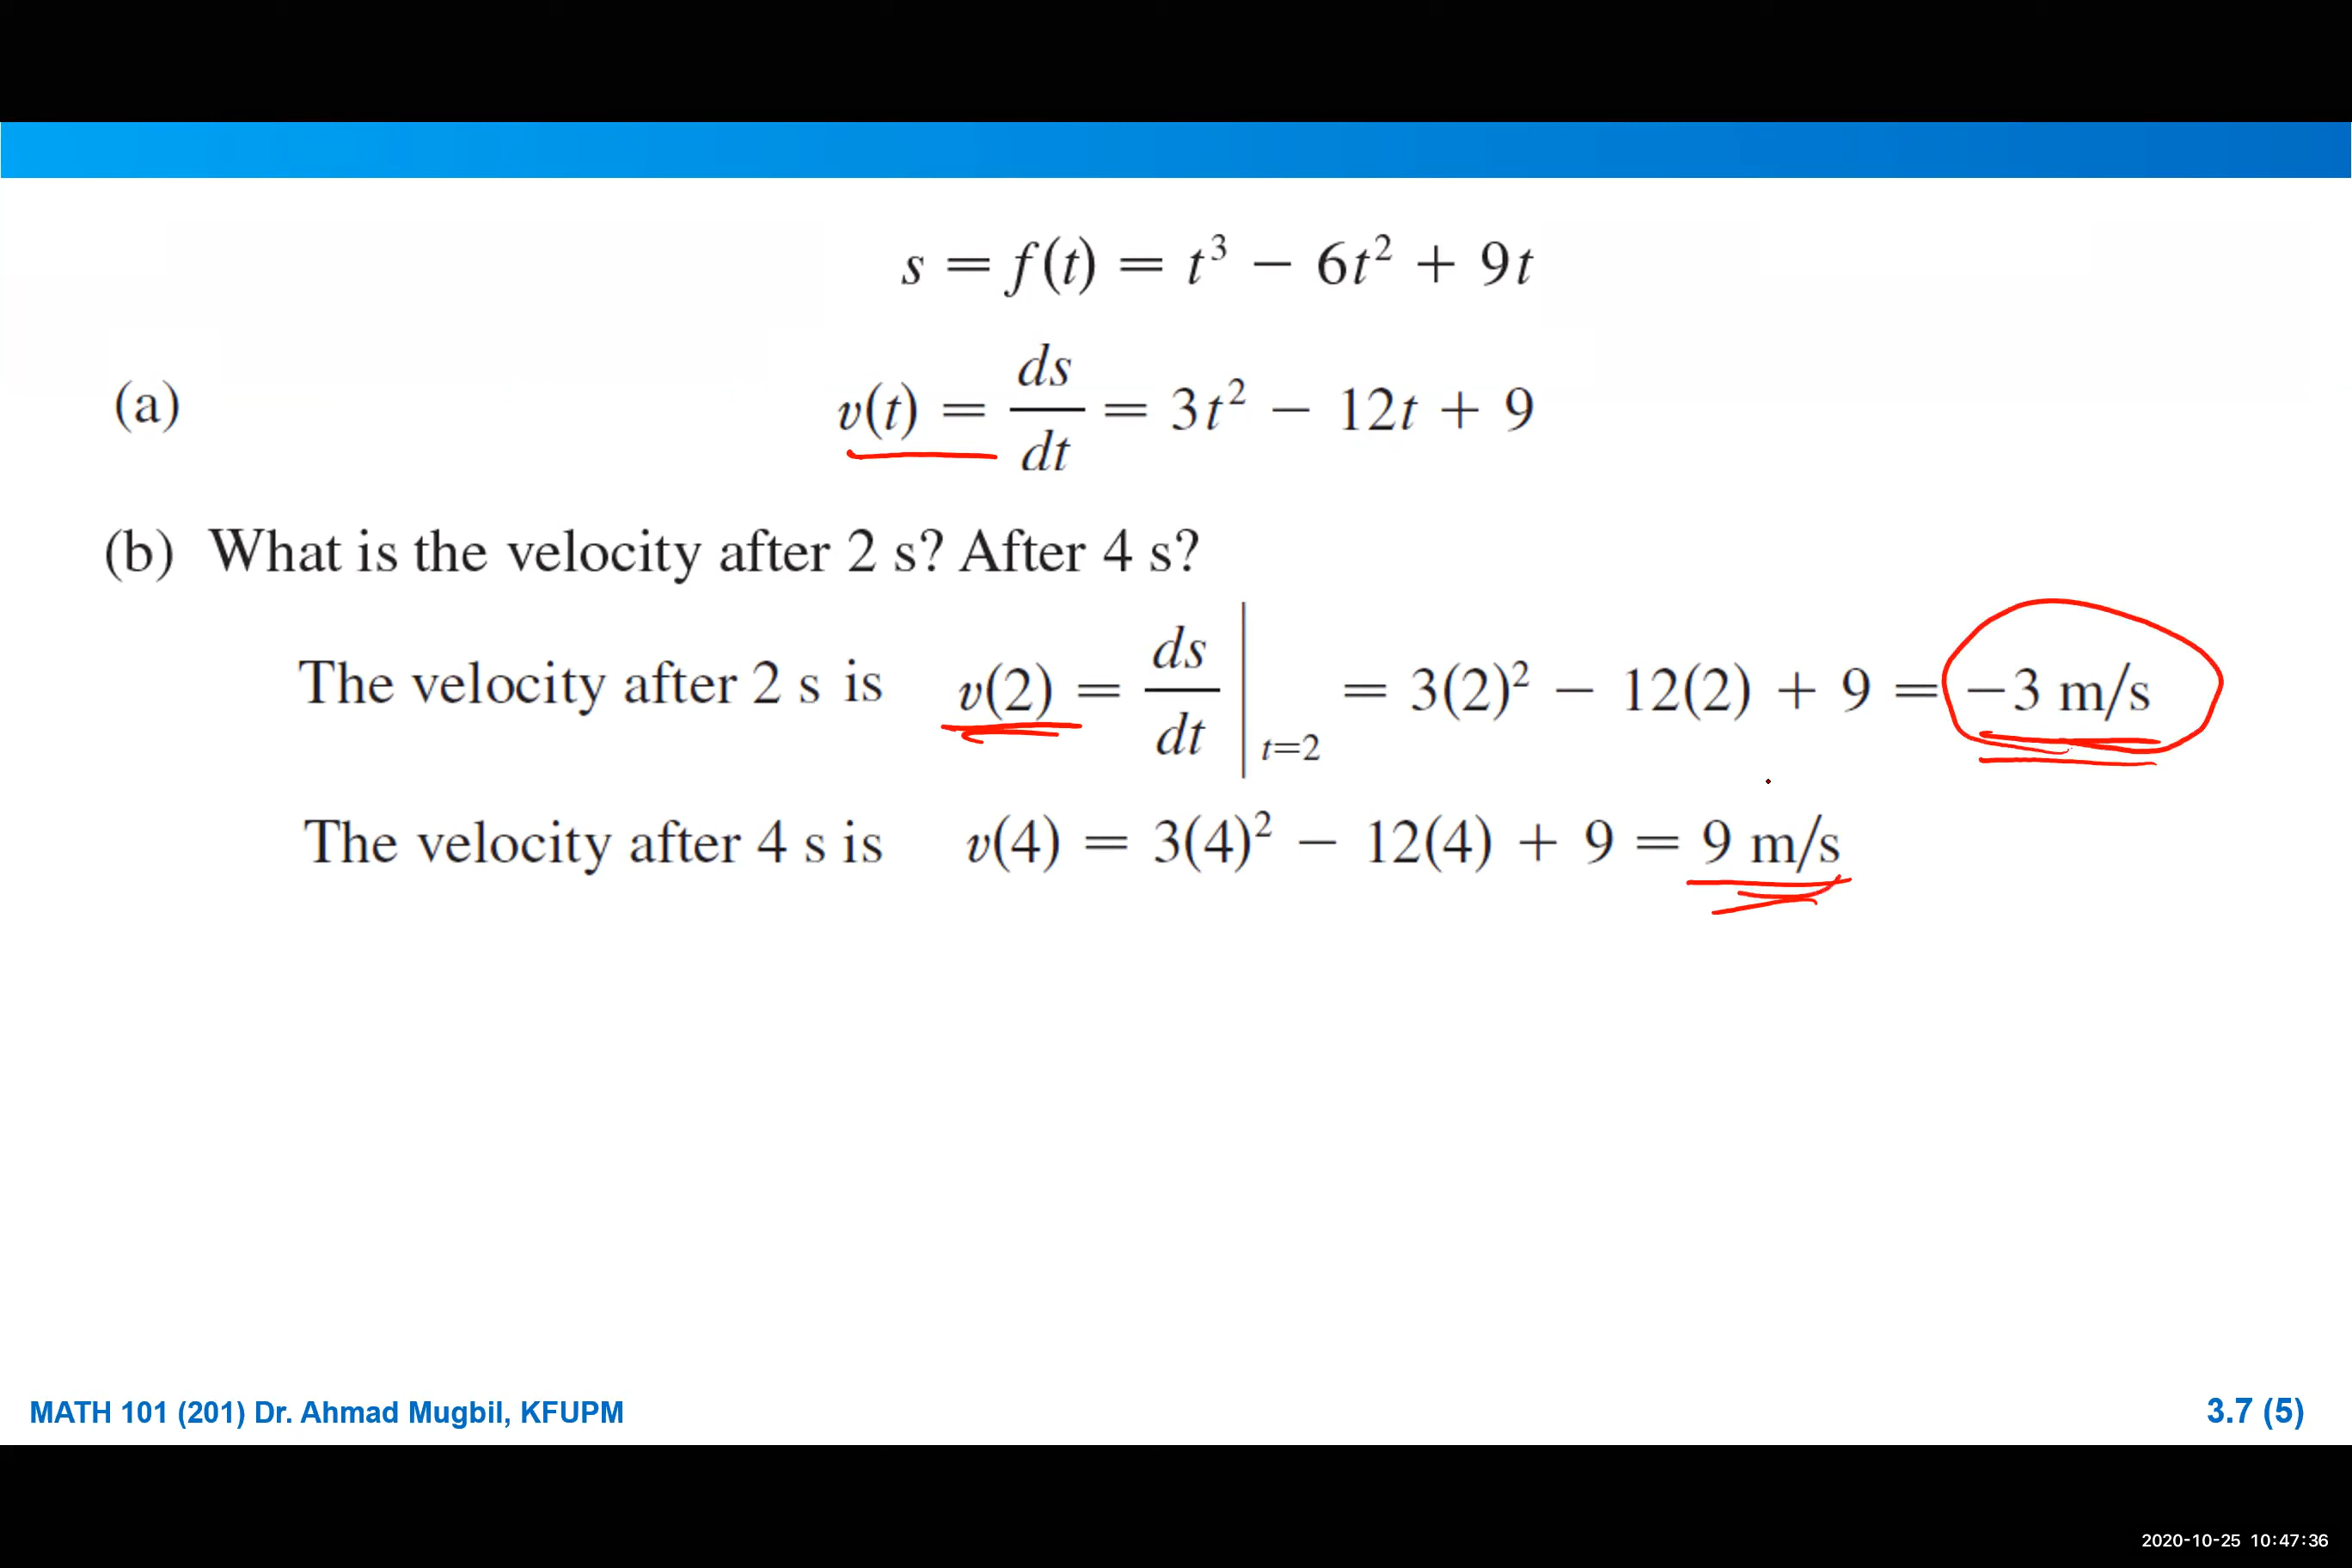 s = f(t) = t³ − 6t² + 9t
(a) v(t) = ds/dt = 3t² − 12t + 9
(b) What is the velocity after 2 s? After 4 s?
The velocity after 2 s is v(2) = ds/dt |t=2 = 3(2)² − 12(2) + 9 = −3 m/s
The velocity after 4 s is v(4) = 3(4)² − 12(4) + 9 = 9 m/s
MATH 101 (201) Dr. Ahmad Mugbil, KFUPM 3.7 (5)
2020-10-25 10:47:36